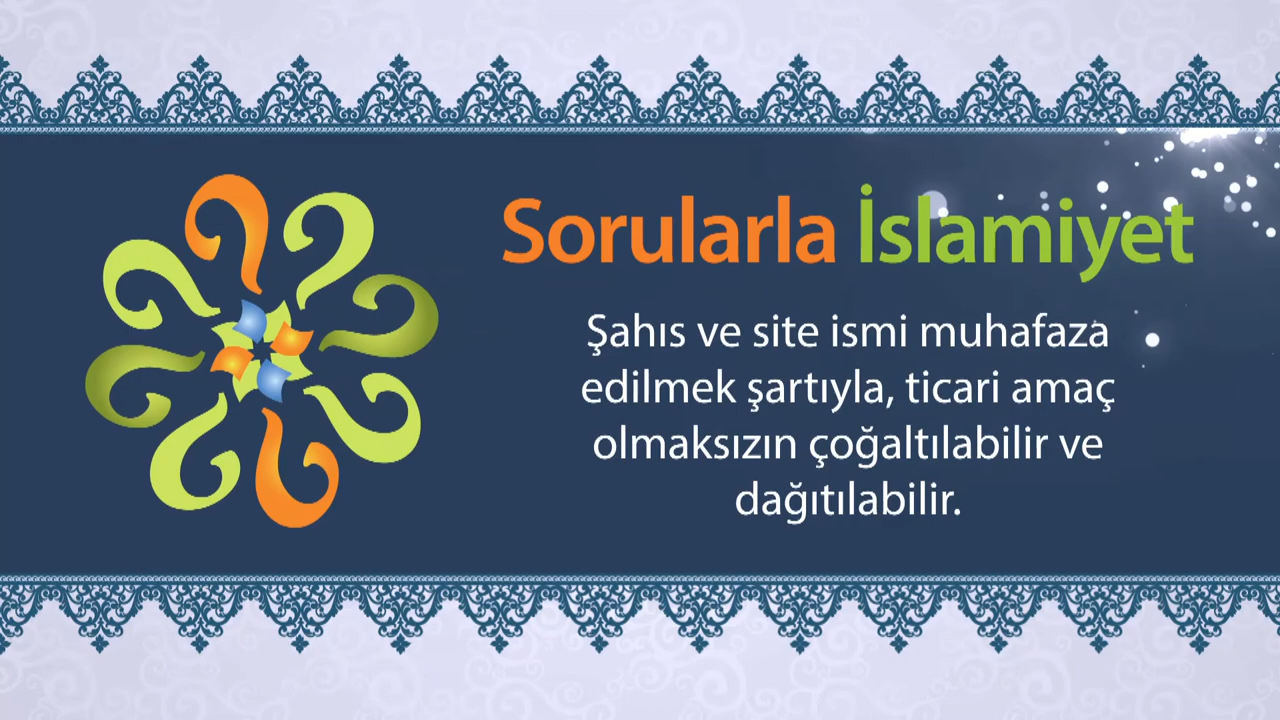 Sorularla İslamiyet
Şahıs ve site ismi muhafaza
edilmek şartıyla, ticari amaç
olmaksızın çoğaltılabilir ve
dağıtılabilir.